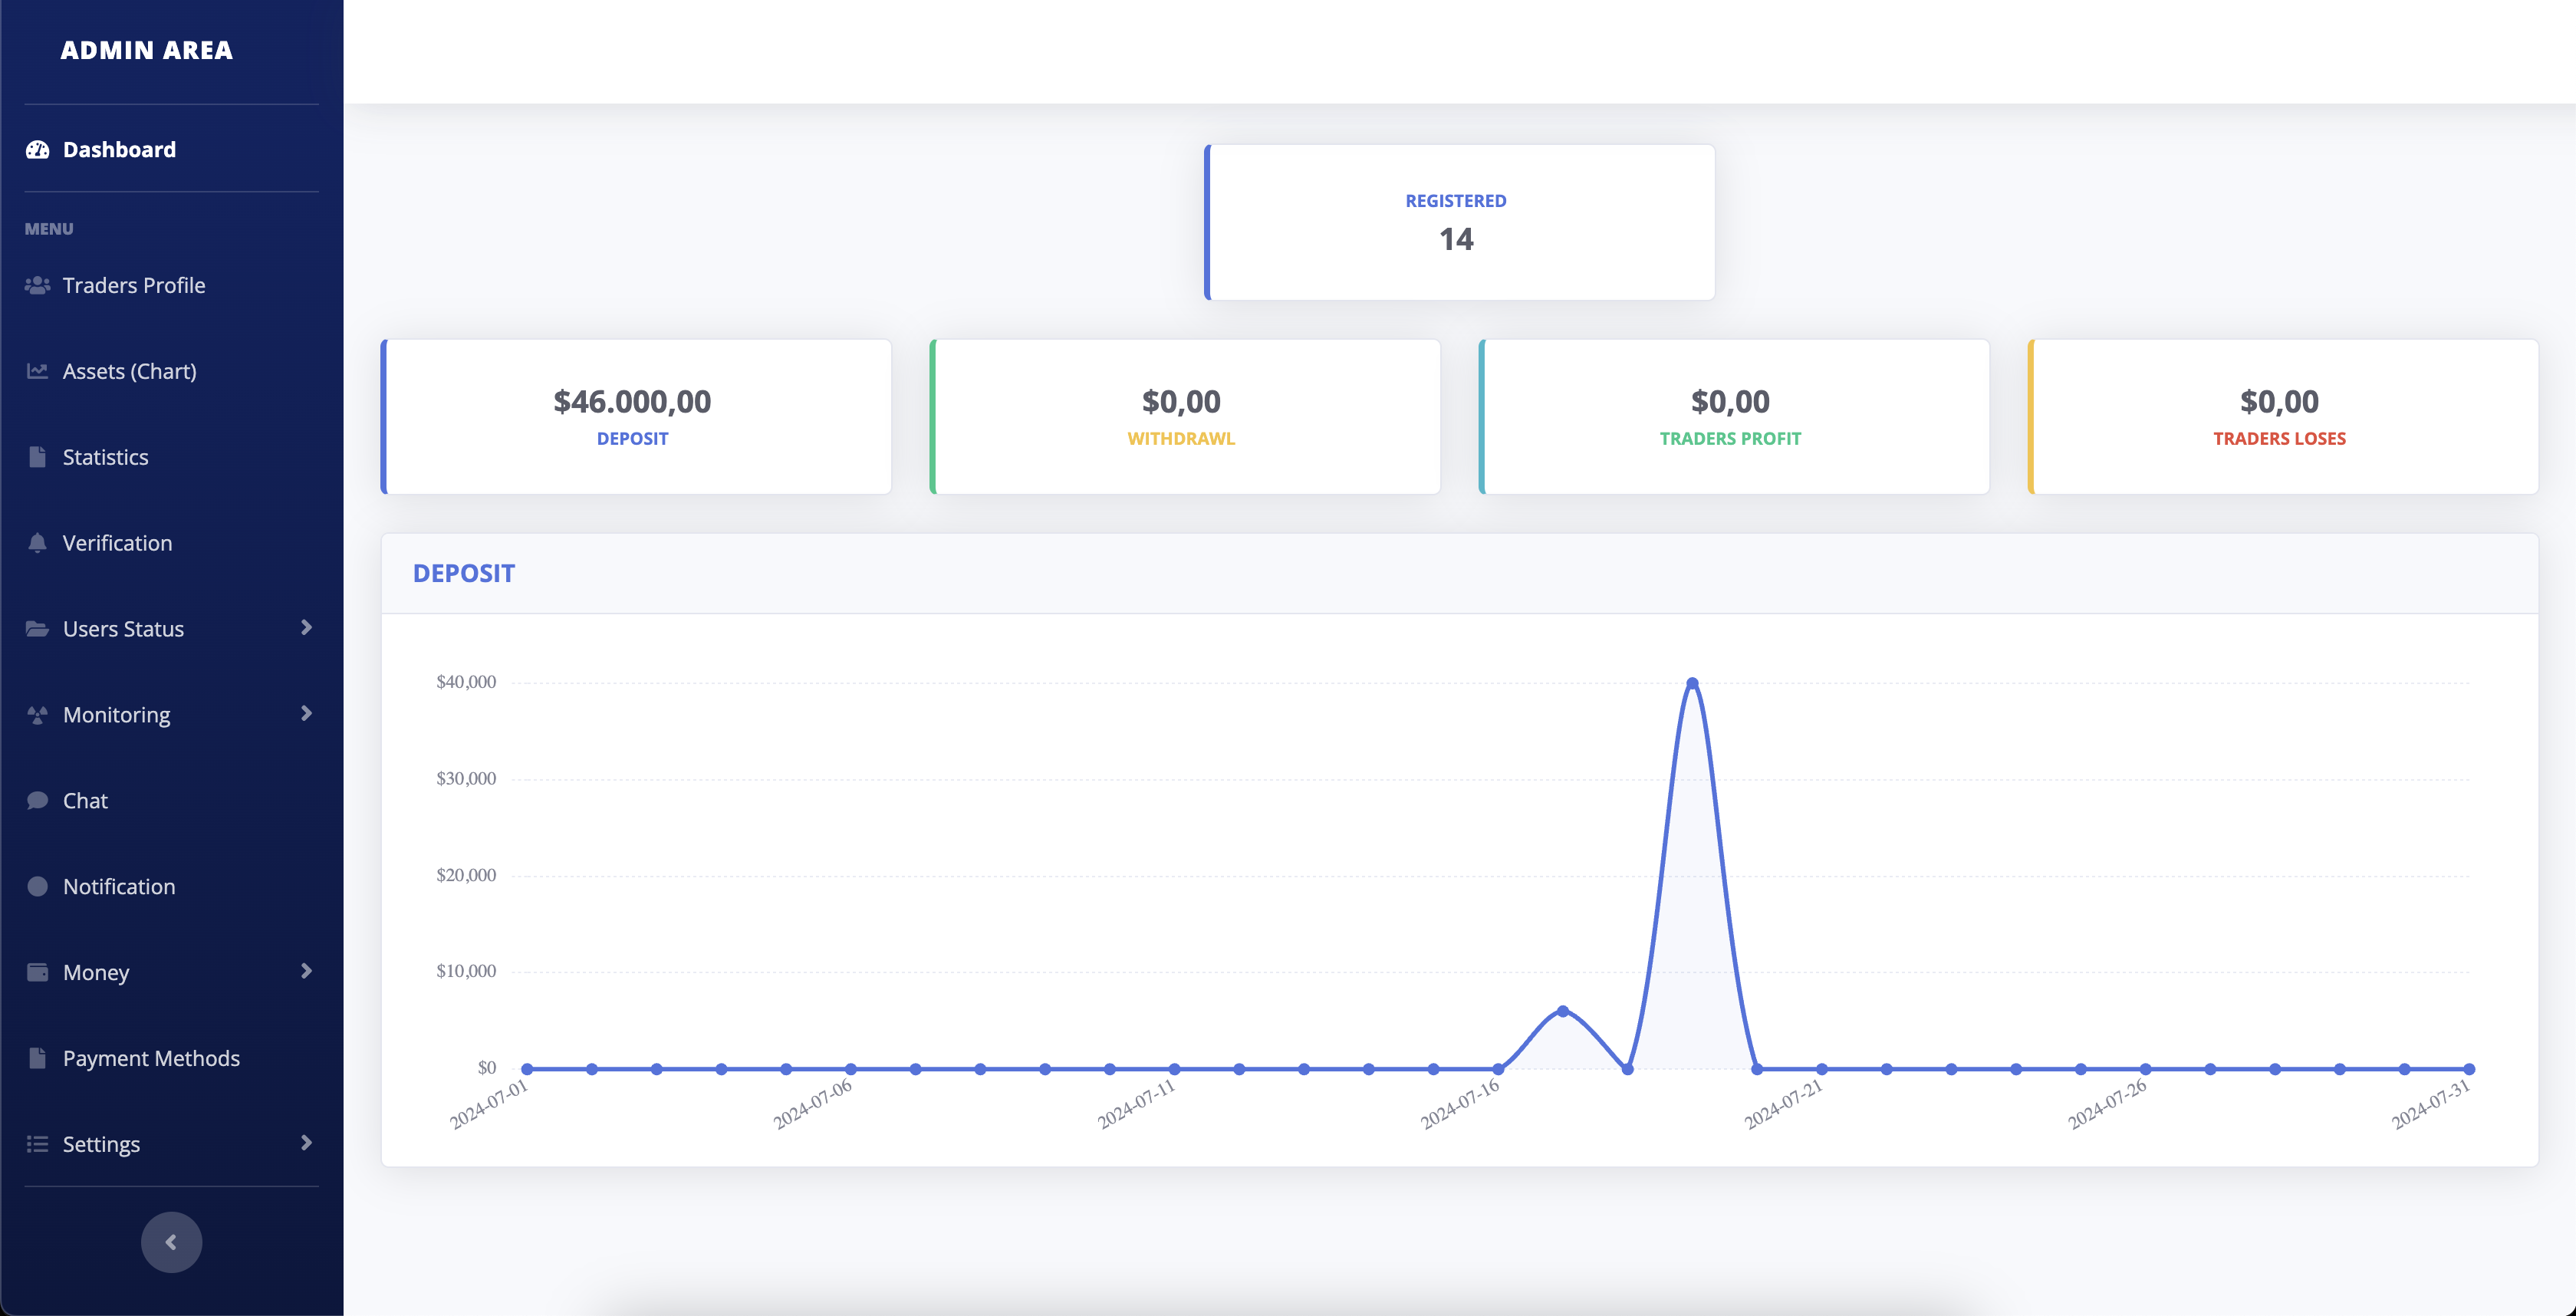 ADMIN AREA
Dashboard
MENU
Traders Profile
Assets (Chart)
Statistics
Verification
Users Status
Monitoring
Chat
Notification
Money
Payment Methods
Settings
REGISTERED
14
$46.000,00
DEPOSIT
$0,00
WITHDRAWL
$0,00
TRADERS PROFIT
$0,00
TRADERS LOSES
DEPOSIT
$40,000
$30,000
$20,000
$10,000
$0
2024-07-01
2024-07-06
2024-07-11
2024-07-16
2024-07-21
2024-07-26
2024-07-31